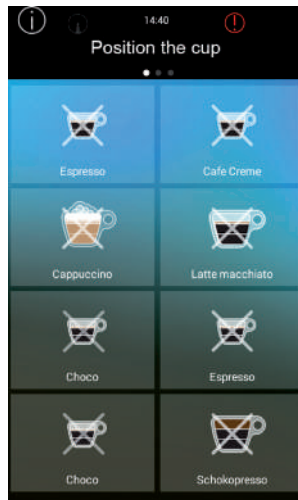 14:40
Position the cup
Espresso
Cafe Creme
Cappuccino
Latte macchiato
Choco
Espresso
Choco
Schokopresso